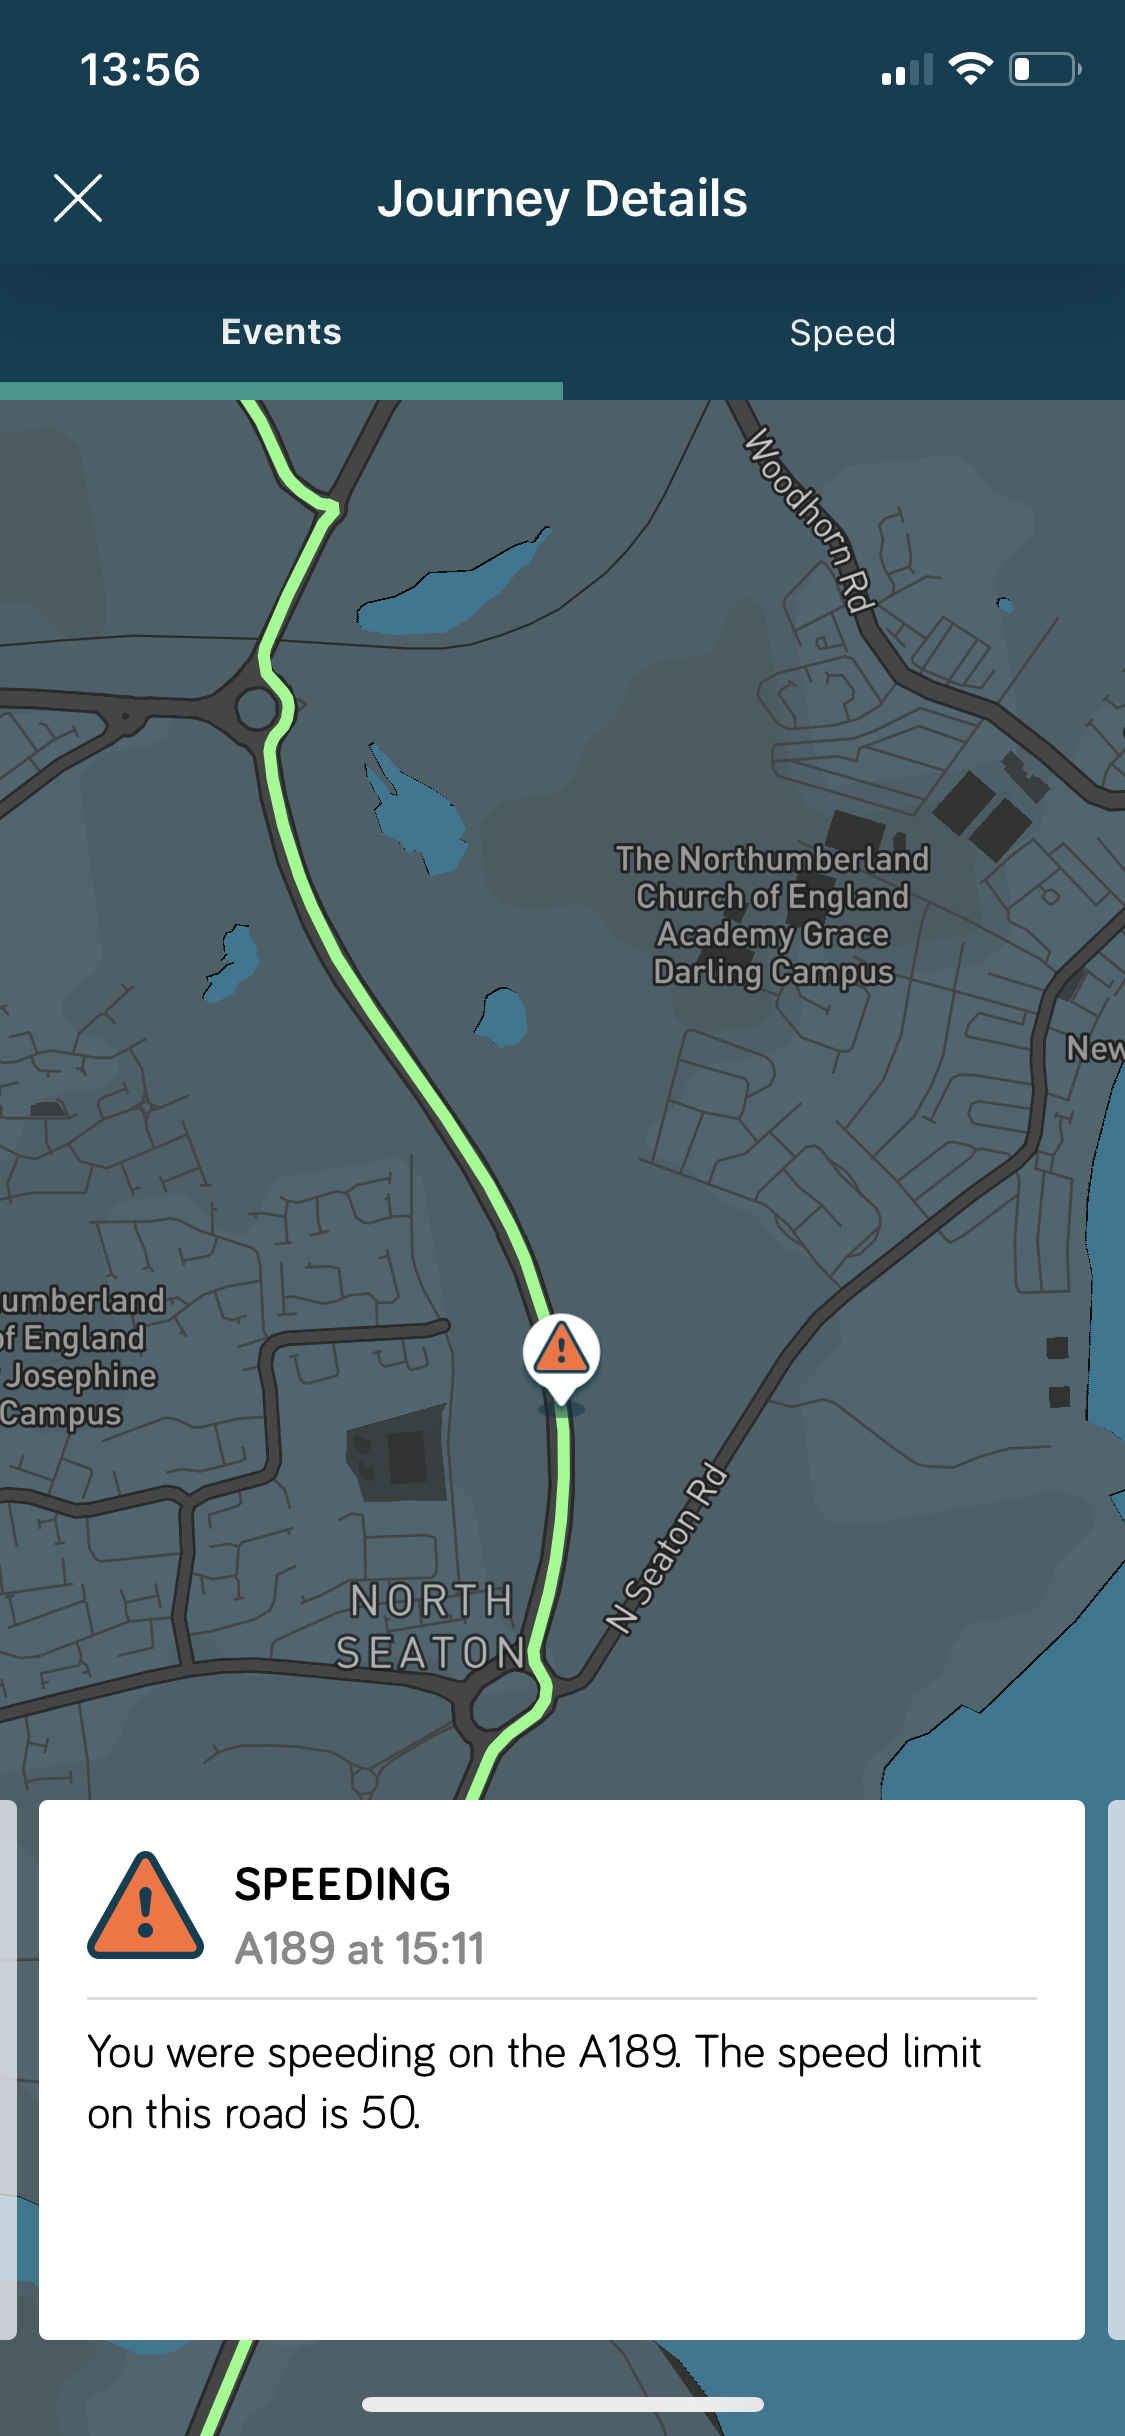 13:56
Journey Details
Events
Speed
Woodhorn Rd
The Northumberland
Church of England
Academy Grace
Darling Campus
New
umberland
of England
Josephine
Campus
N Seaton Rd
NORTH
SEATON
SPEEDING
A189 at 15:11
You were speeding on the A189. The speed limit
on this road is 50.